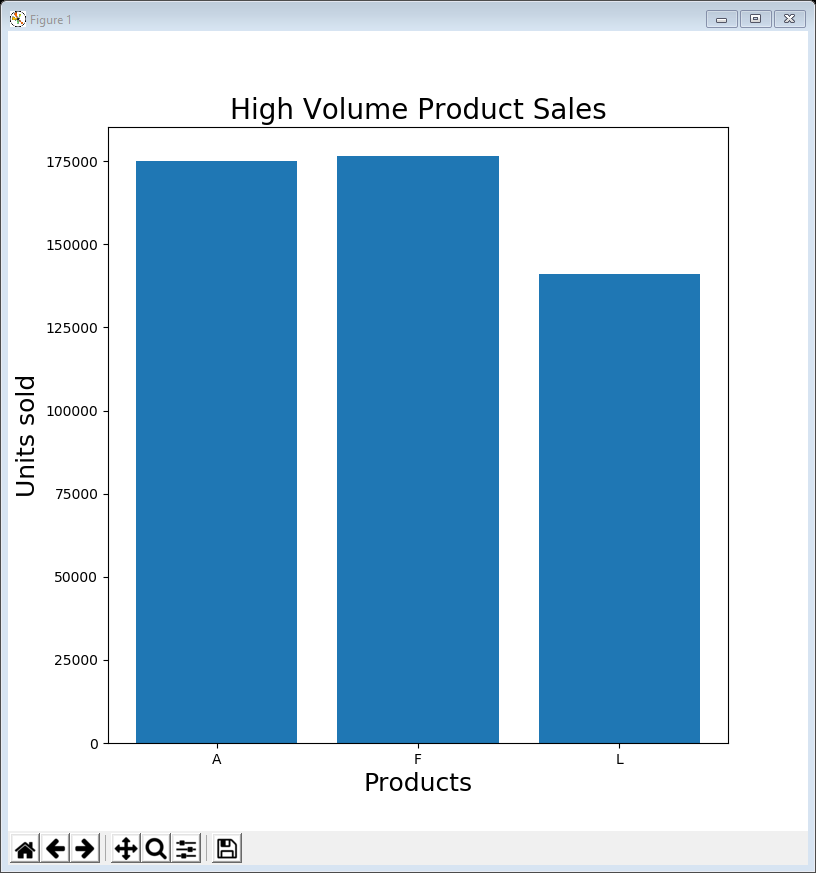 Figure 1
High Volume Product Sales
175000
150000
125000
100000
75000
50000
25000
0
Units sold
A F L
Products